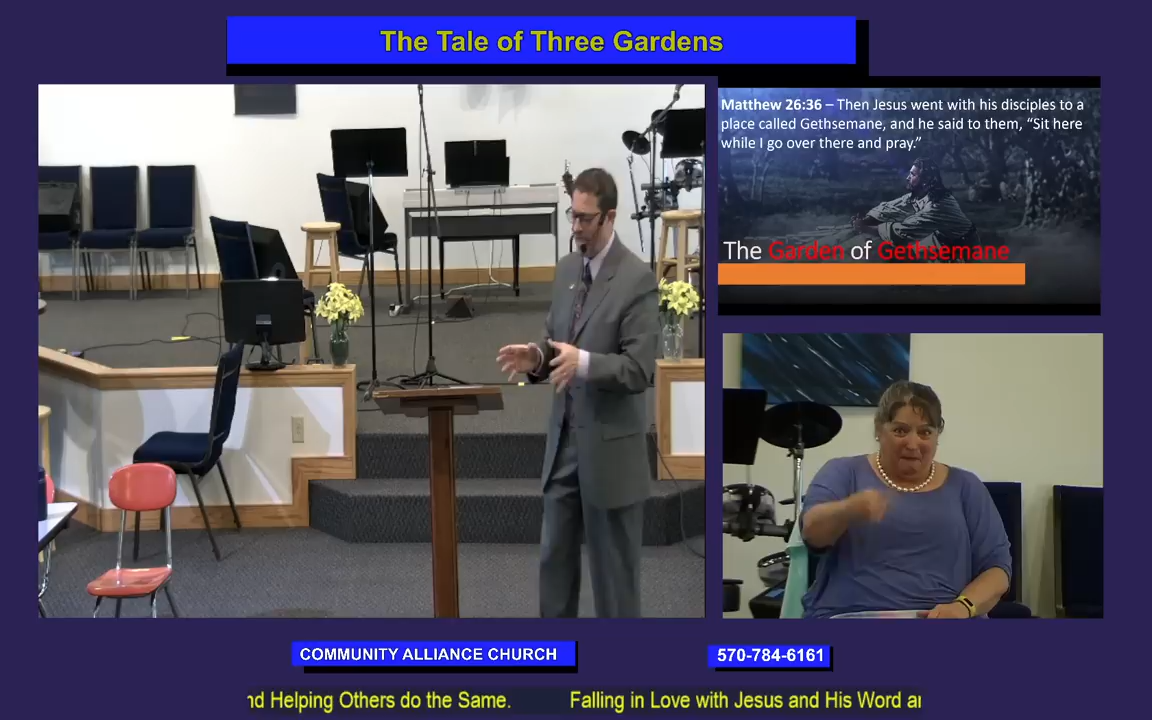 The Tale of Three Gardens
Matthew 26:36 – Then Jesus went with his disciples to a
place called Gethsemane, and he said to them, “Sit here
while I go over there and pray.”
The Garden of Gethsemane
COMMUNITY ALLIANCE CHURCH
570-784-6161
nd Helping Others do the Same. Falling in Love with Jesus and His Word ar